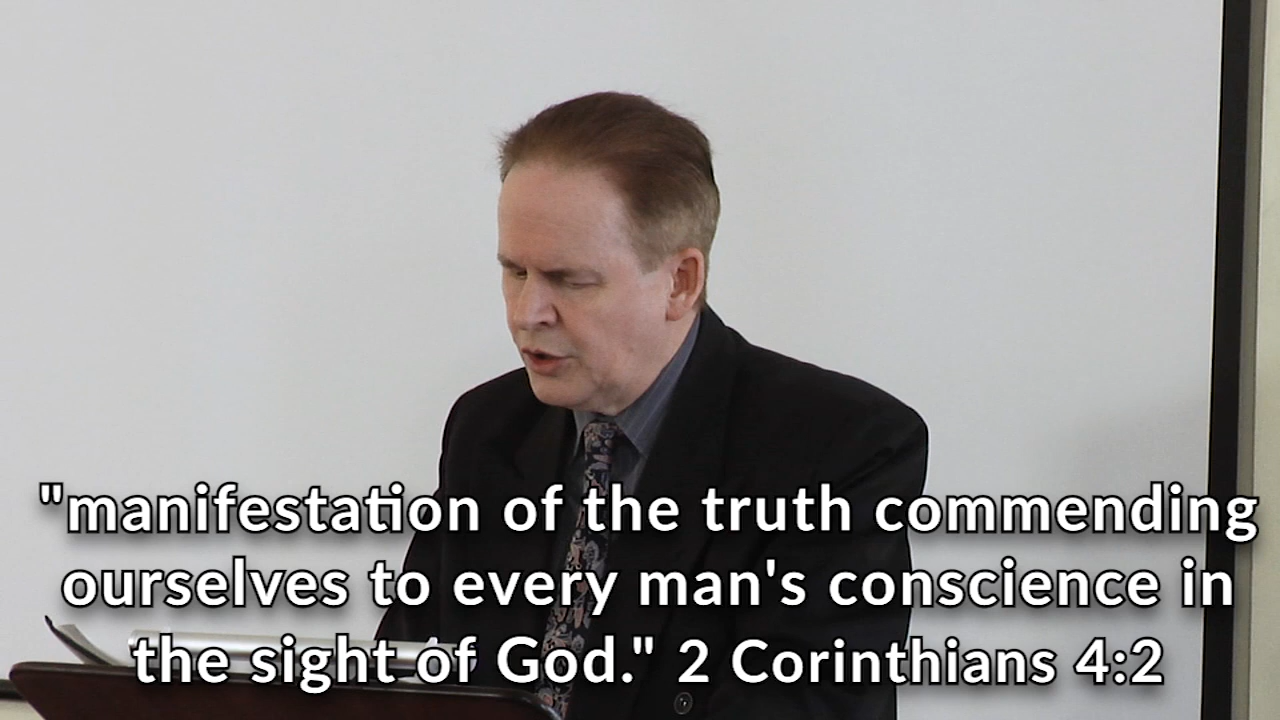 "manifestation of the truth commending
ourselves to every man's conscience in
the sight of God." 2 Corinthians 4:2